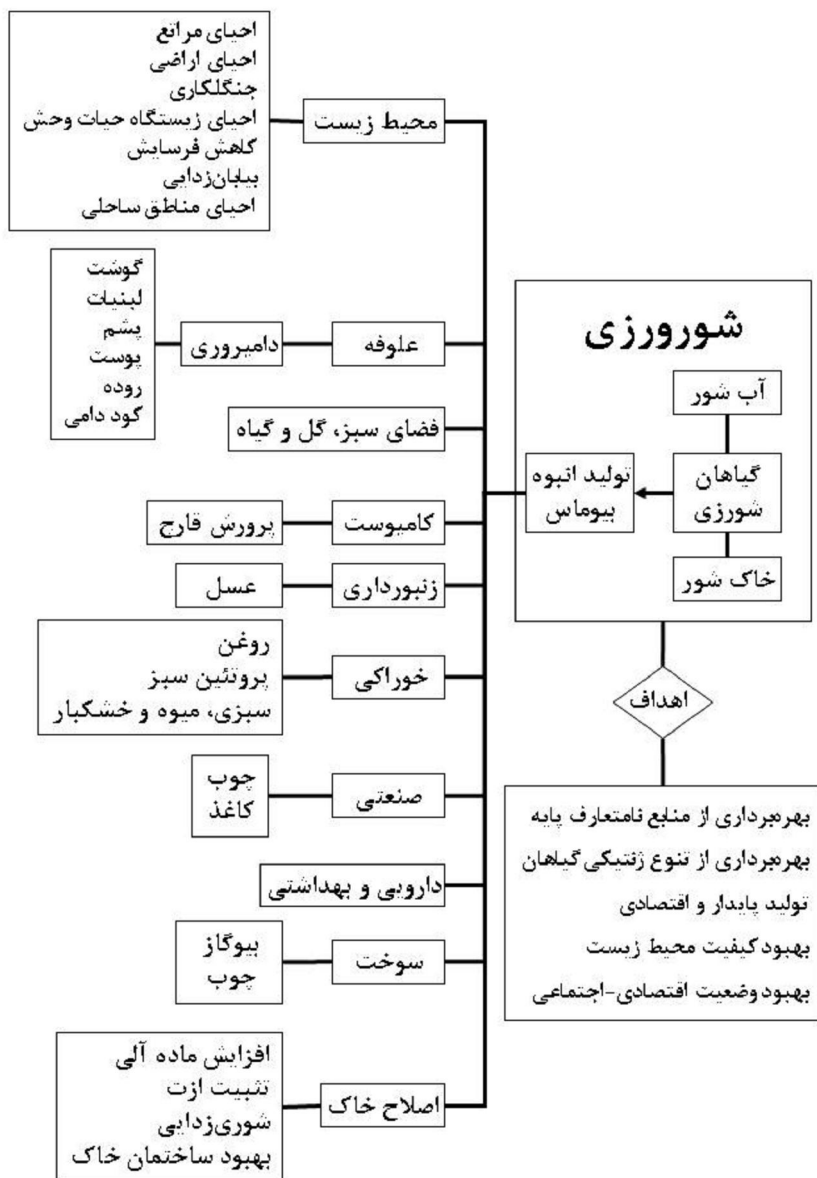 شورورزی
آب شور
گیاهان
شورزی
خاک شور
تولید انبوه
بیوماس
اهداف
بهره‌برداری از منابع نامتعارف پایه
بهره‌برداری از تنوع ژنتیکی گیاهان
تولید پایدار و اقتصادی
بهبود کیفیت محیط زیست
بهبود وضعیت اقتصادی-اجتماعی
محیط زیست
احیای مراتع
احیای اراضی
جنگلکاری
احیای زیستگاه حیات وحش
کاهش فرسایش
بیابان‌زدایی
احیای مناطق ساحلی
علوفه
دامپروری
گوشت
لبنیات
پشم
پوست
روده
کود دامی
فضای سبز، گل و گیاه
کامپوست
پرورش قارچ
زنبورداری
عسل
خوراکی
روغن
پروتئین سبز
سبزی، میوه و خشکبار
صنعتی
چوب
کاغذ
دارویی و بهداشتی
سوخت
بیوگاز
چوب
اصلاح خاک
افزایش ماده آلی
تثبیت ازت
شوری‌زدایی
بهبود ساختمان خاک